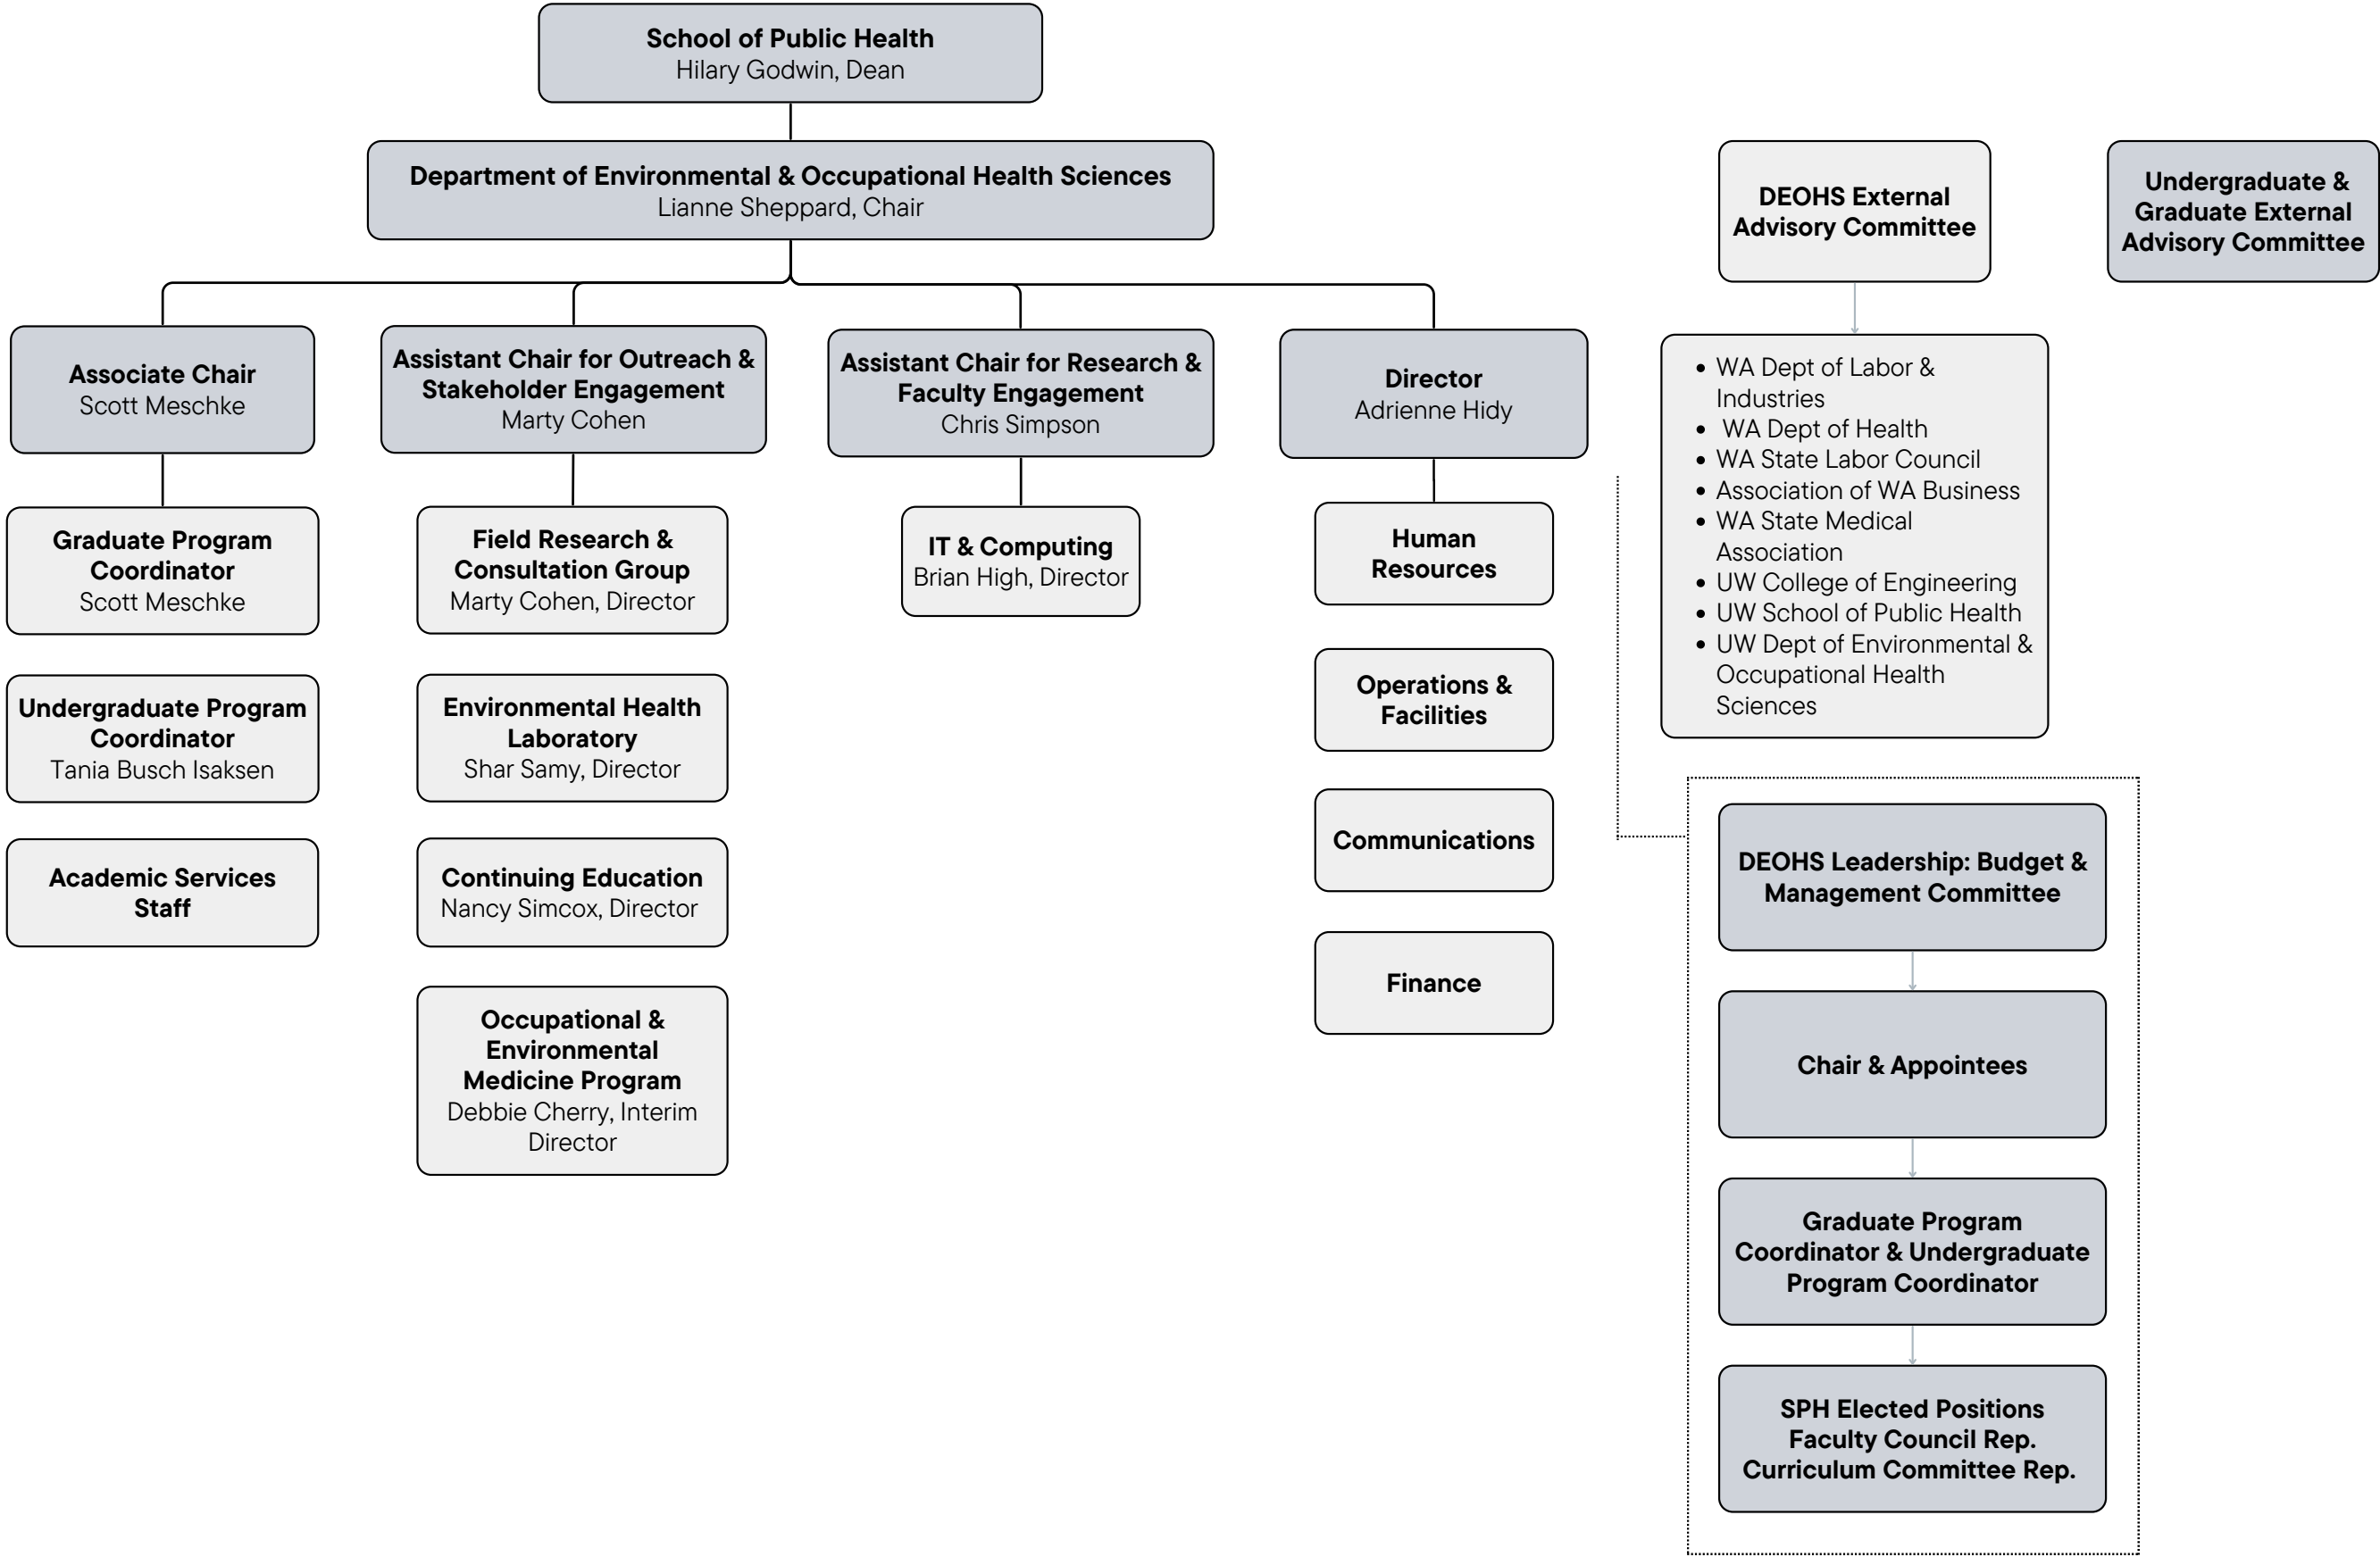 School of Public Health
Hilary Godwin, Dean
Department of Environmental & Occupational Health Sciences
Lianne Sheppard, Chair
Associate Chair
Scott Meschke
Graduate Program
Coordinator
Scott Meschke
Undergraduate Program
Coordinator
Tania Busch Isaksen
Academic Services
Staff
Assistant Chair for Outreach &
Stakeholder Engagement
Marty Cohen
Field Research &
Consultation Group
Marty Cohen, Director
Environmental Health
Laboratory
Shar Samy, Director
Continuing Education
Nancy Simcox, Director
Occupational &
Environmental
Medicine Program
Debbie Cherry, Interim
Director
Assistant Chair for Research &
Faculty Engagement
Chris Simpson
IT & Computing
Brian High, Director
Director
Adrienne Hidy
Human
Resources
Operations &
Facilities
Communications
Finance
DEOHS External
Advisory Committee
• WA Dept of Labor &
Industries
• WA Dept of Health
• WA State Labor Council
• Association of WA Business
• WA State Medical
Association
• UW College of Engineering
• UW School of Public Health
• UW Dept of Environmental &
Occupational Health
Sciences
Undergraduate &
Graduate External
Advisory Committee
DEOHS Leadership: Budget &
Management Committee
Chair & Appointees
Graduate Program
Coordinator & Undergraduate
Program Coordinator
SPH Elected Positions
Faculty Council Rep.
Curriculum Committee Rep.